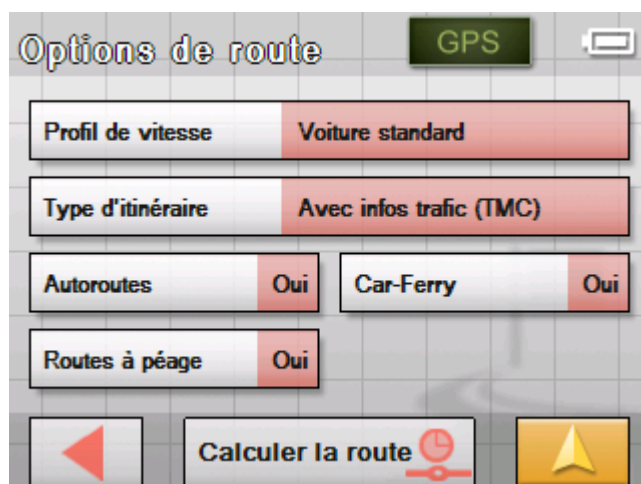 Options de route
GPS
Profil de vitesse Voiture standard
Type d'itinéraire Avec infos trafic (TMC)
Autoroutes Oui Car-Ferry Oui
Routes à péage Oui
Calculer la route